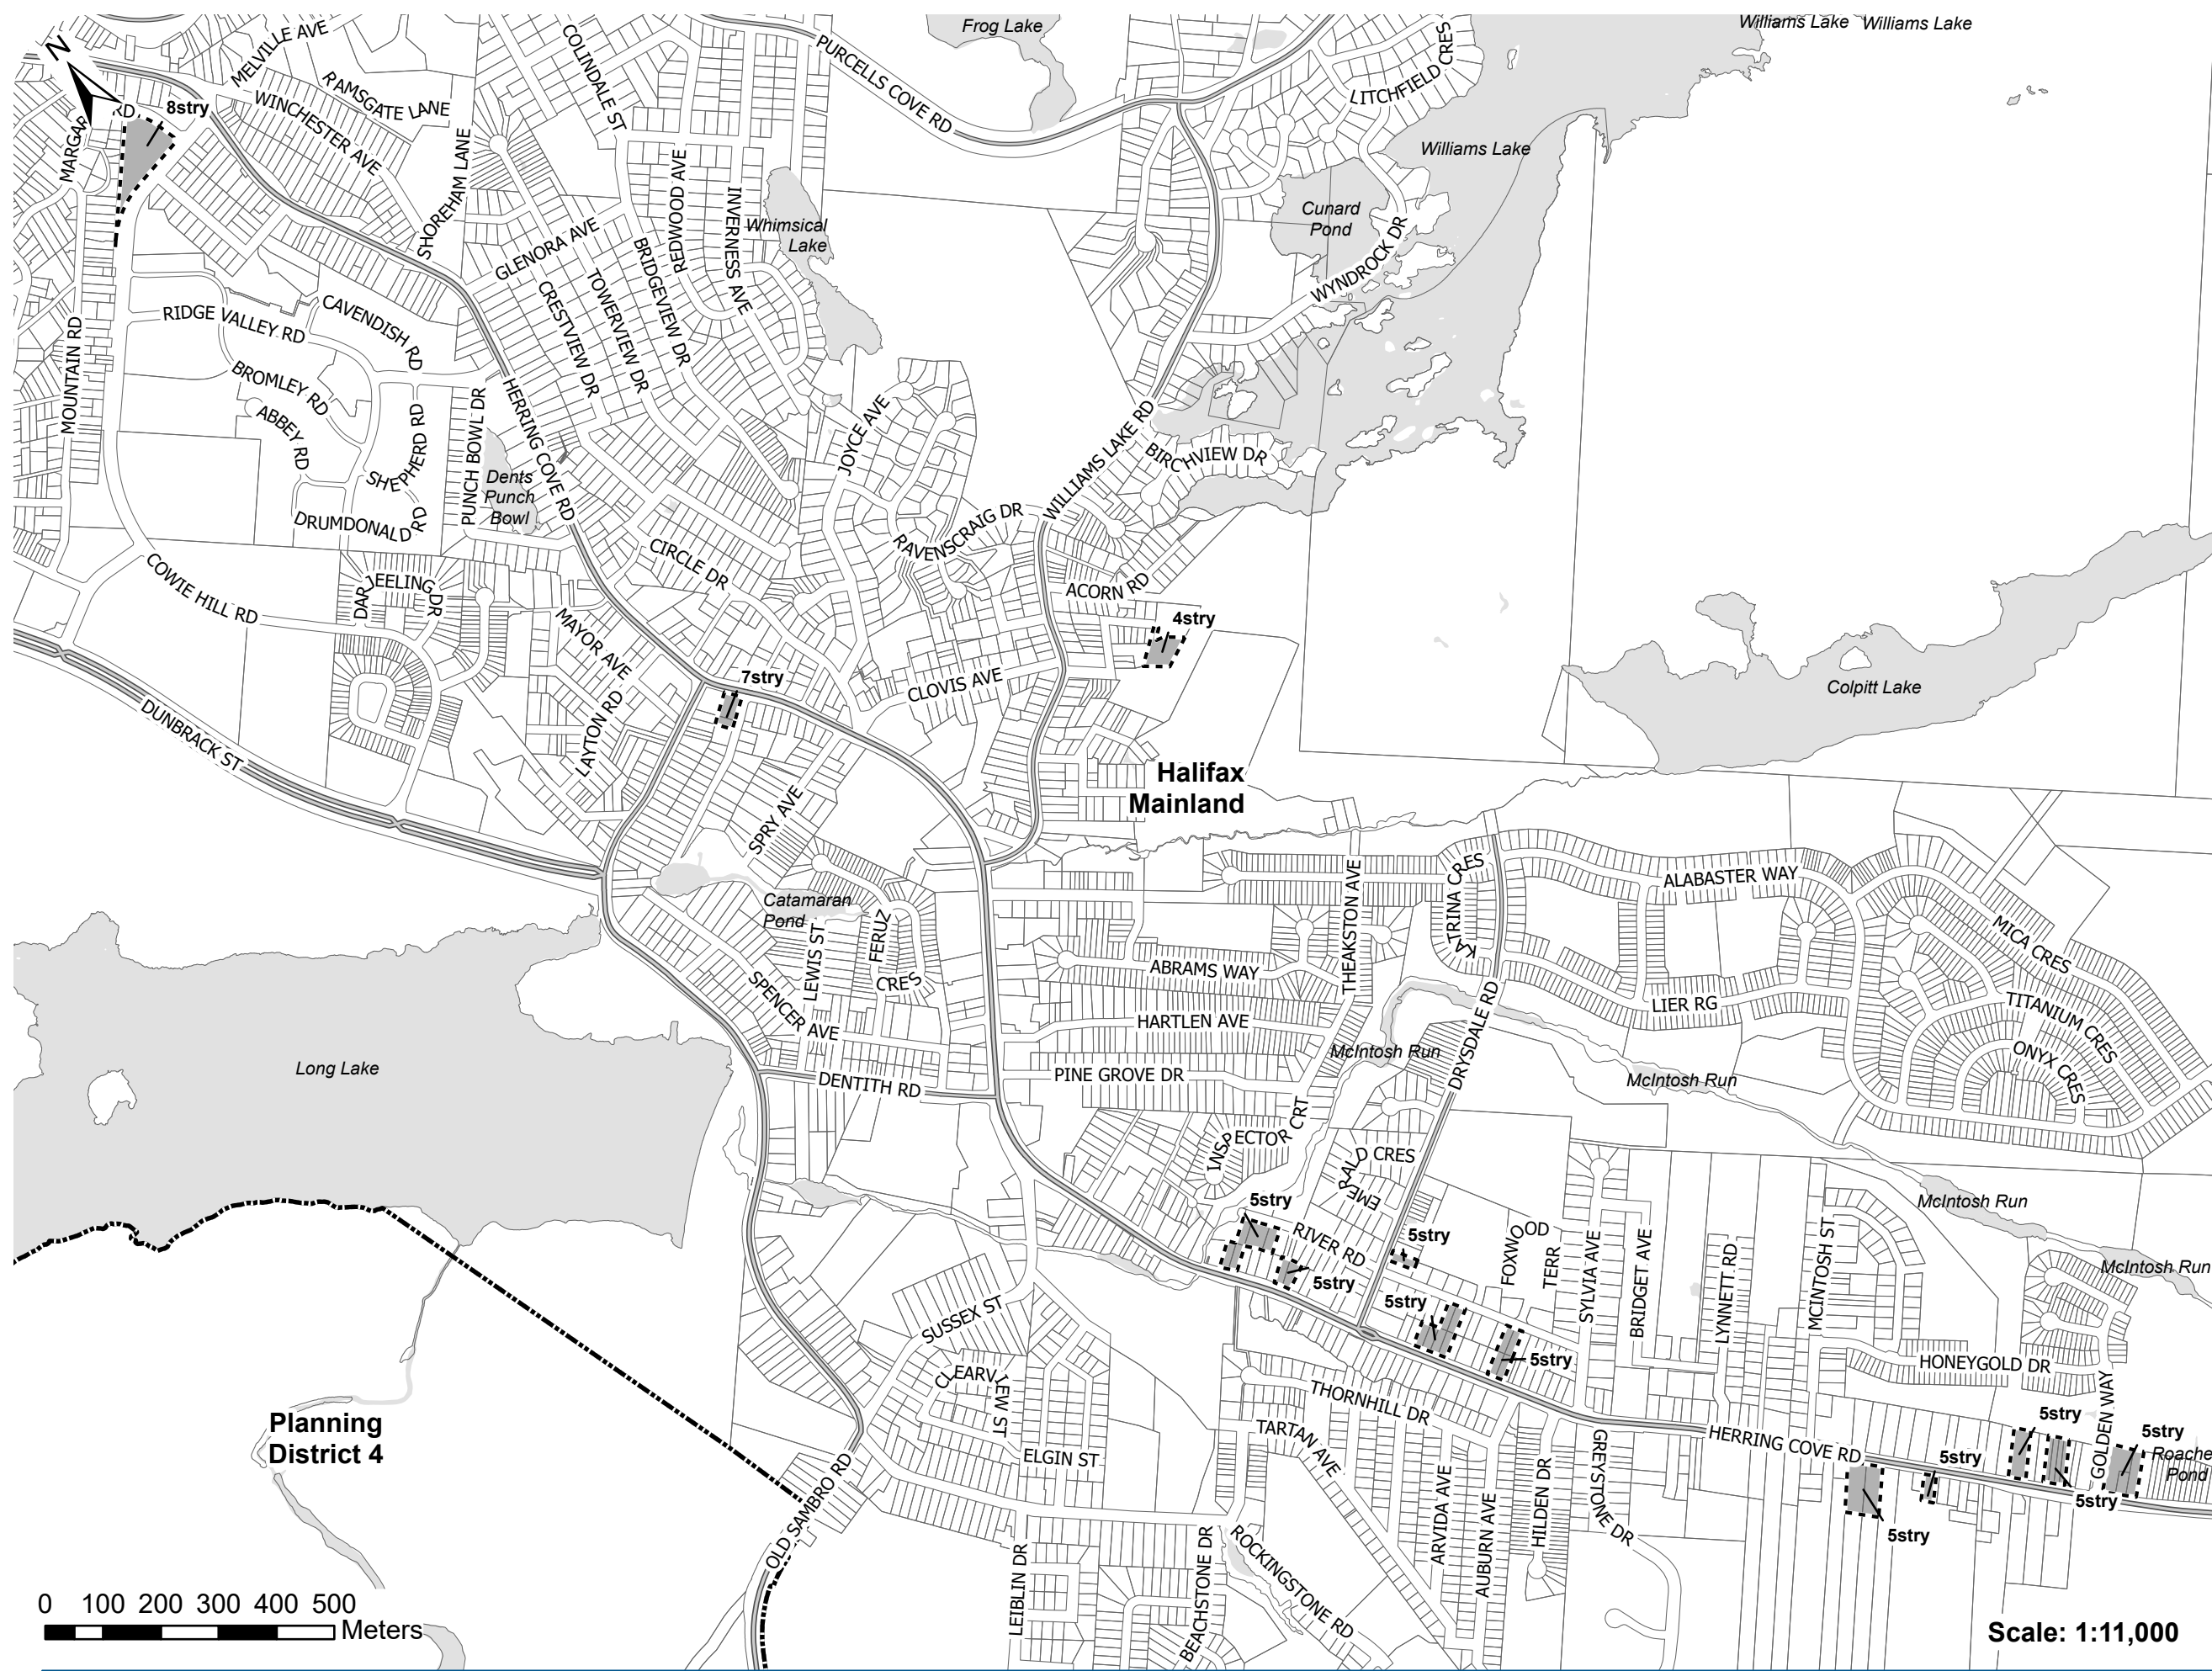 Frog Lake
Williams Lake
Williams Lake
N
MELVILLE AVE
COLINDALE ST
PURCELLS COVE RD
LITCHFIELD CRES
RAMSGATE LANE
WINCHESTER AVE
8stry
RD
MARGAR
SHOREHAM LANE
REDWOOD AVE
INVERNESS AVE
Williams Lake
Whimsical
Lake
Cunard
Pond
WYNDROCK DR
GLENORA AVE
BRIDGEVIEW DR
TOWERVIEW DR
CRESTVIEW DR
MOUNTAIN RD
RIDGE VALLEY RD
CAVENDISH RD
BROMLEY RD
ABBEY RD
SHEPHERD RD
PUNCH BOWL DR
HERRING COVE RD
Dents
Punch
Bowl
DRUMDONALD RD
JOYCE AVE
WILLIAMS LAKE RD
BIRCHVIEW DR
RAVENSCRAIG DR
CIRCLE DR
ACORN RD
COWIE HILL RD
DARJEELING DR
MAYOR AVE
4stry
7stry
CLOVIS AVE
Colpitt Lake
LAYTON RD
DUNBRACK ST
Halifax
Mainland
SPRY AVE
Catamaran
Pond
LEWIS ST
FERUZ
CRES
SPENCER AVE
THEAKSTON AVE
KATRINA CRES
ALABASTER WAY
MICA CRES
ABRAMS WAY
LIER RG
TITANIUM CRES
ONYX CRES
HARTLEN AVE
McIntosh Run
DRYSDALE RD
McIntosh Run
Long Lake
DENTITH RD
PINE GROVE DR
INSPECTOR CRT
EMERALD CRES
McIntosh Run
McIntosh Run
5stry
RIVER RD
5stry
5stry
5stry
5stry
FOXWOOD
TERR
SYLVIA AVE
BRIDGET AVE
LYNNETT RD
MCINTOSH ST
HONEYGOLD DR
GOLDEN WAY
SUSSEX ST
CLEARVIEW ST
ELGIN ST
THORNHILL DR
TARTAN AVE
ARVIDA AVE
AUBURN AVE
HILDEN DR
GREYSTONE DR
HERRING COVE RD
5stry
5stry
5stry
5stry
5stry
Roache
Pond
Planning
District 4
OLD SAMBRO RD
LEIBLIN DR
BEACHSTONE DR
ROCKINGSTONE RD
0 100 200 300 400 500
Meters
Scale: 1:11,000